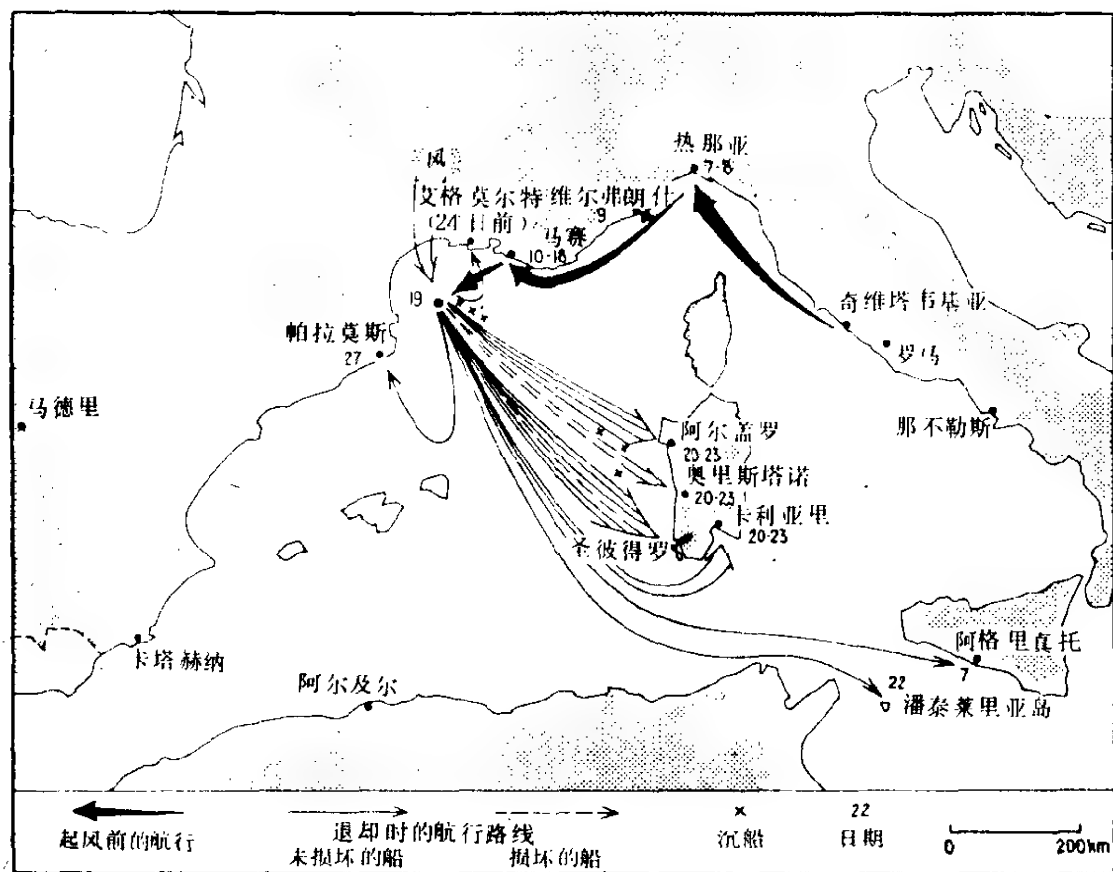 热那亚
7-8
风
艾格莫尔特
维尔弗朗什
(24日前)
9
马赛
10-18
19
奇维塔韦基亚
罗马
帕拉莫斯
27
马德里
那不勒斯
阿尔盖罗
20-23
奥里斯塔诺
20-23
卡利亚里
20-23
圣彼得罗
卡塔赫纳
阿格里真托
7
阿尔及尔
22
潘泰莱里亚岛
起风前的航行
退却时的航行路线
未损坏的船
损坏的船
沉船
22
日期
0
200km